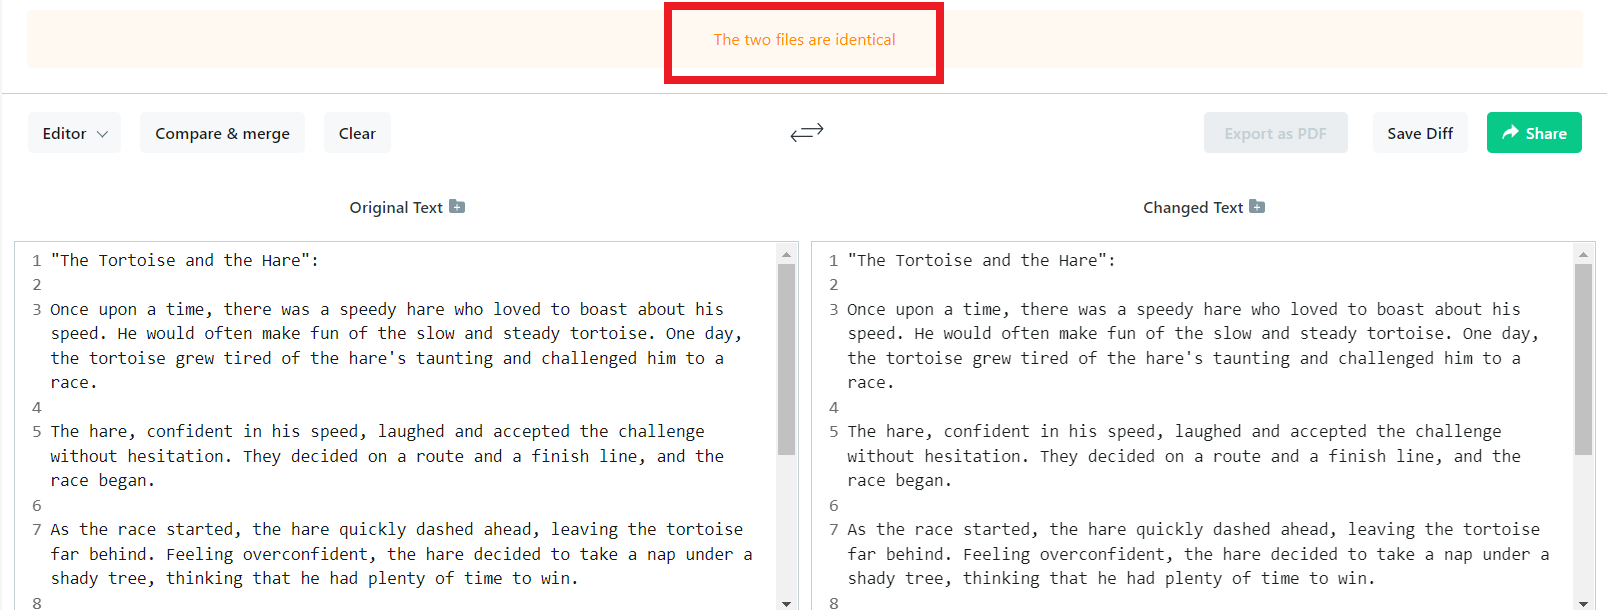 The two files are identical
Editor
Compare & merge
Clear
Export as PDF
Save Diff
Share
Original Text
1 "The Tortoise and the Hare":
2
3 Once upon a time, there was a speedy hare who loved to boast about his
speed. He would often make fun of the slow and steady tortoise. One day,
the tortoise grew tired of the hare's taunting and challenged him to a
race.
4
5 The hare, confident in his speed, laughed and accepted the challenge
without hesitation. They decided on a route and a finish line, and the
race began.
6
7 As the race started, the hare quickly dashed ahead, leaving the tortoise
far behind. Feeling overconfident, the hare decided to take a nap under a
shady tree, thinking that he had plenty of time to win.
8
Changed Text
1 "The Tortoise and the Hare":
2
3 Once upon a time, there was a speedy hare who loved to boast about his
speed. He would often make fun of the slow and steady tortoise. One day,
the tortoise grew tired of the hare's taunting and challenged him to a
race.
4
5 The hare, confident in his speed, laughed and accepted the challenge
without hesitation. They decided on a route and a finish line, and the
race began.
6
7 As the race started, the hare quickly dashed ahead, leaving the tortoise
far behind. Feeling overconfident, the hare decided to take a nap under a
shady tree, thinking that he had plenty of time to win.
8